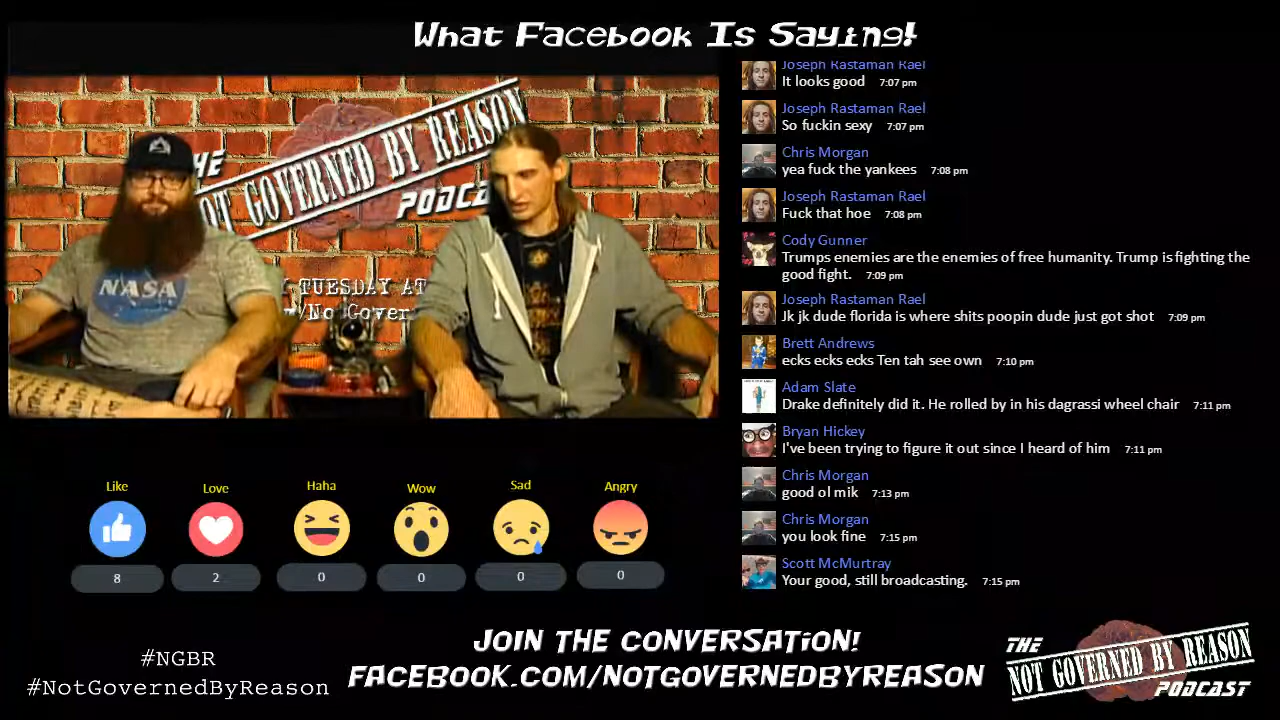 What Facebook Is Saying!
THE
NOT GOVERNED BY REASON
PODCA
NASA
TUESDAY AT
/No Gover
Joseph Rastaman Rael
It looks good 7:07 pm
Joseph Rastaman Rael
So fuckin sexy 7:07 pm
Chris Morgan
yea fuck the yankees 7:08 pm
Joseph Rastaman Rael
Fuck that hoe 7:08 pm
Cody Gunner
Trumps enemies are the enemies of free humanity. Trump is fighting the
good fight. 7:09 pm
Joseph Rastaman Rael
Jk jk dude florida is where shits poopin dude just got shot 7:09 pm
Brett Andrews
ecks ecks ecks Ten tah see own 7:10 pm
Adam Slate
Drake definitely did it. He rolled by in his dagrassi wheel chair 7:11 pm
Bryan Hickey
I've been trying to figure it out since I heard of him 7:11 pm
Chris Morgan
good ol mik 7:13 pm
Chris Morgan
you look fine 7:15 pm
Scott McMurtray
Your good, still broadcasting. 7:15 pm
Like Love Haha Wow Sad Angry
8 2 0 0 0 0
#NGBR
#NotGovernedByReason
JOIN THE CONVERSATION!
FACEBOOK.COM/NOTGOVERNEDBYREASON
THE
NOT GOVERNED BY REASON
PODCAST